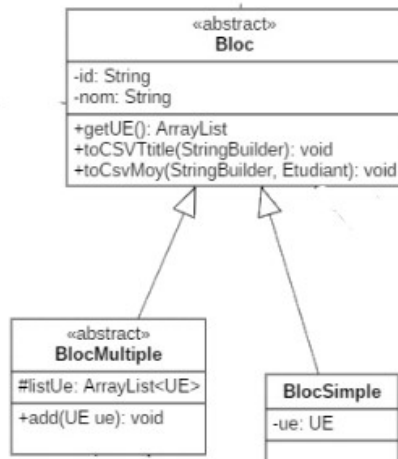 «abstract»
Bloc
-id: String
-nom: String
+getUE(): ArrayList
+toCSVTtitle(StringBuilder): void
+toCsvMoy(StringBuilder, Etudiant): void
«abstract»
BlocMultiple
#listUe: ArrayList<UE>
+add(UE ue): void
BlocSimple
-ue: UE